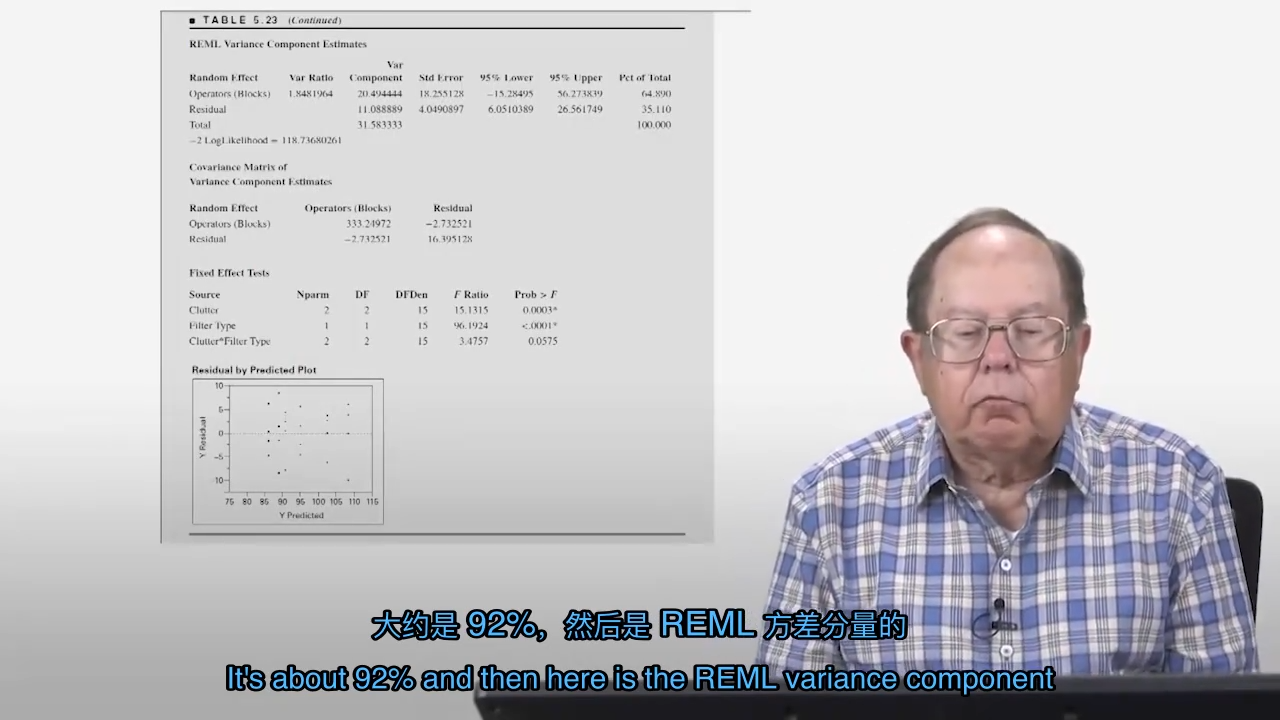 ■ TABLE 5.23 (Continued)
REML Variance Component Estimates
Var
Random Effect Var Ratio Component Std Error 95% Lower 95% Upper Pct of Total
Operators (Blocks) 1.8481964 20.494444 18.255128 −15.28495 56.273839 64.890
Residual 11.088889 4.0490897 6.0510389 26.561749 35.110
Total 31.583333 100.000
−2 LogLikelihood = 118.73680261
Covariance Matrix of
Variance Component Estimates
Random Effect Operators (Blocks) Residual
Operators (Blocks) 333.24972 −2.732521
Residual −2.732521 16.395128
Fixed Effect Tests
Source Nparm DF DFDen F Ratio Prob > F
Clutter 2 2 15 15.1315 0.0003*
Filter Type 1 1 15 96.1924 <.0001*
Clutter*Filter Type 2 2 15 3.4757 0.0575
Residual by Predicted Plot
10
5
0
−5
10
Y Residual
75 80 85 90 95 100 105 110 115
Y Predicted
大约是 92%，然后是 REML 方差分量的
It's about 92% and then here is the REML variance component